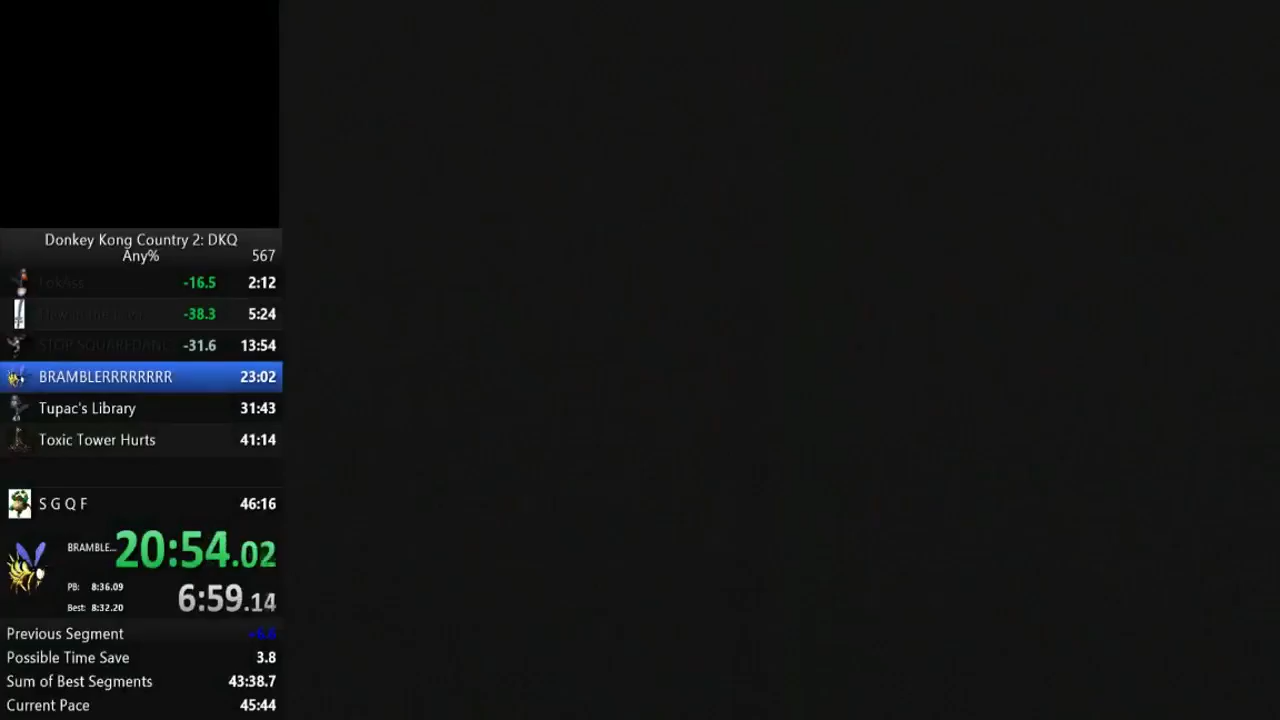 Donkey Kong Country 2: DKQ
Any% 567
-16.5 2:12
-38.3 5:24
STOP SQUAREDANC -31.6 13:54
BRAMBLERRRRRRRR 23:02
Tupac's Library 31:43
Toxic Tower Hurts 41:14
S G Q F 46:16
BRAMBLE... 20:54.02
PB: 8:36.09
6:59.14
Best: 8:32.20
Previous Segment
Possible Time Save 3.8
Sum of Best Segments 43:38.7
Current Pace 45:44